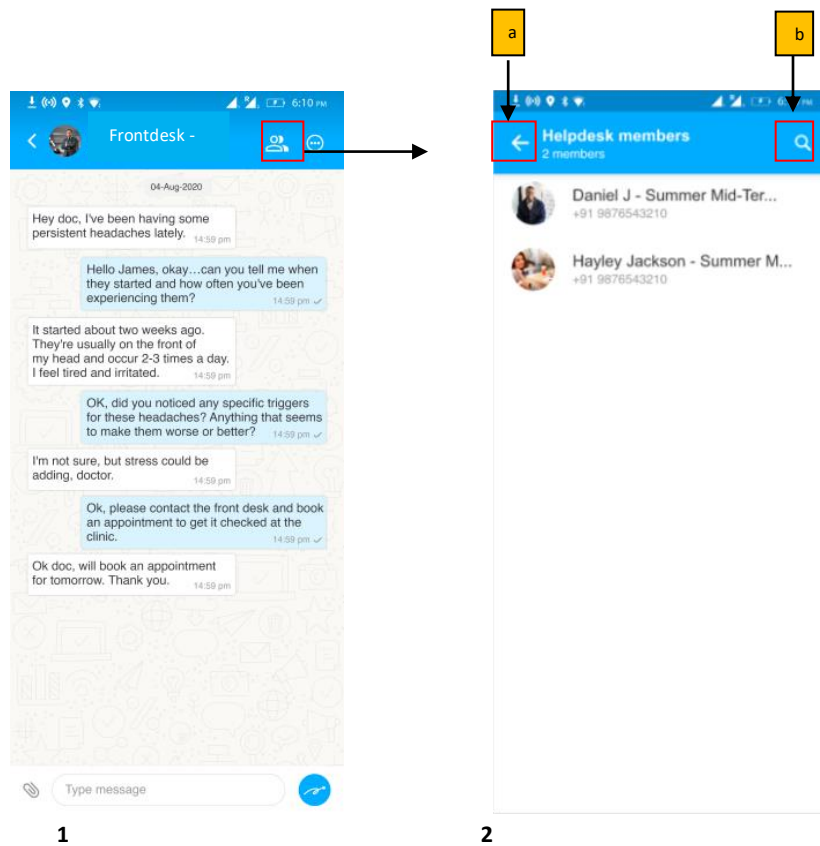 a
b
6:10 PM
Frontdesk -
04-Aug-2020
Hey doc, I've been having some
persistent headaches lately.
14:59 pm
Hello James, okay...can you tell me when
they started and how often you've been
experiencing them?
14:59 pm
It started about two weeks ago.
They're usually on the front of
my head and occur 2-3 times a day.
I feel tired and irritated.
14:59 pm
OK, did you noticed any specific triggers
for these headaches? Anything that seems
to make them worse or better?
14:59 pm
I'm not sure, but stress could be
adding, doctor.
14:59 pm
Ok, please contact the front desk and book
an appointment to get it checked at the
clinic.
14:59 pm
Ok doc, will book an appointment
for tomorrow. Thank you.
14:59 pm
Type message
1
Helpdesk members
2 members
Daniel J - Summer Mid-Ter...
+91 9876543210
Hayley Jackson - Summer M...
+91 9876543210
2